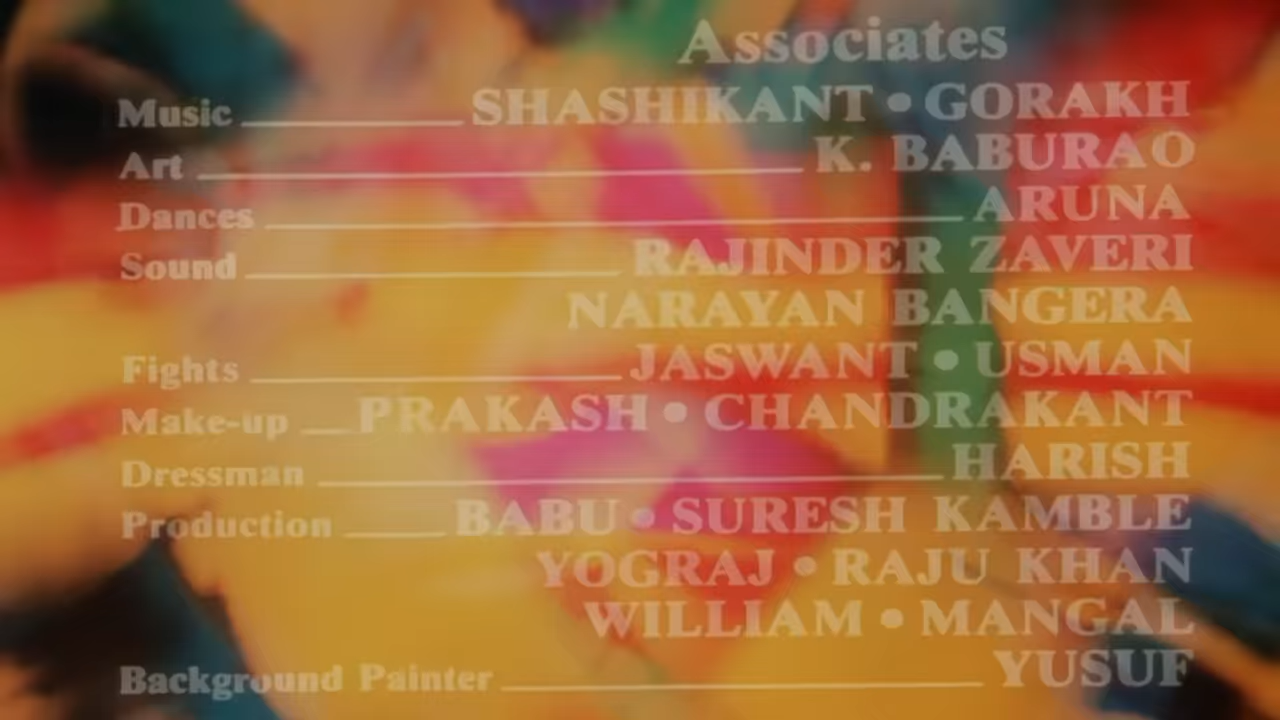 Associates
Music SHASHIKANT • GORAKH
Art K. BABURAO
Dances ARUNA
Sound RAJINDER ZAVERI
NARAYAN BANGERA
Fights JASWANT • USMAN
Make-up PRAKASH • CHANDRAKANT
Dressman HARISH
Production BABU • SURESH KAMBLE
YOGRAJ • RAJU KHAN
WILLIAM • MANGAL
Background Painter YUSUF